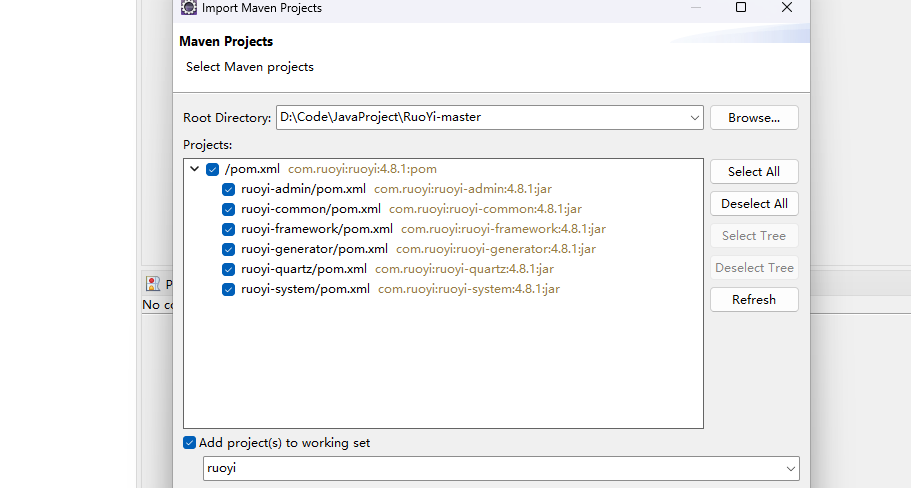 Import Maven Projects
Maven Projects
Select Maven projects
Root Directory: D:\Code\JavaProject\RuoYi-master Browse...
Projects:
/pom.xml com.ruoyi:ruoyi:4.8.1:pom
ruoyi-admin/pom.xml com.ruoyi:ruoyi-admin:4.8.1:jar
ruoyi-common/pom.xml com.ruoyi:ruoyi-common:4.8.1:jar
ruoyi-framework/pom.xml com.ruoyi:ruoyi-framework:4.8.1:jar
ruoyi-generator/pom.xml com.ruoyi:ruoyi-generator:4.8.1:jar
ruoyi-quartz/pom.xml com.ruoyi:ruoyi-quartz:4.8.1:jar
ruoyi-system/pom.xml com.ruoyi:ruoyi-system:4.8.1:jar
Select All
Deselect All
Select Tree
Deselect Tree
Refresh
P
No co
Add project(s) to working set
ruoyi